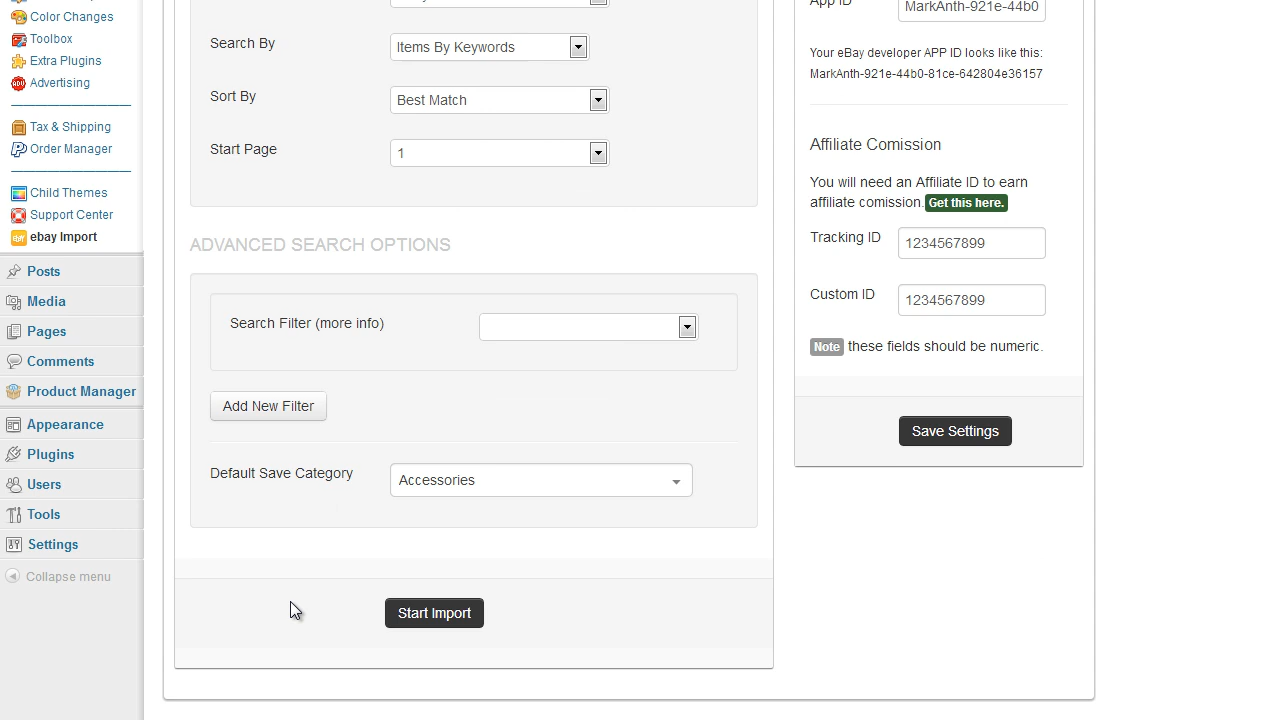 Color Changes
Toolbox
Extra Plugins
Advertising
Tax & Shipping
Order Manager
Child Themes
Support Center
ebay Import
Posts
Media
Pages
Comments
Product Manager
Appearance
Plugins
Users
Tools
Settings
Collapse menu
Search By
Items By Keywords
Sort By
Best Match
Start Page
1
ADVANCED SEARCH OPTIONS
Search Filter (more info)
Add New Filter
Default Save Category
Accessories
Start Import
App ID
MarkAnth-921e-44b0
Your eBay developer APP ID looks like this:
MarkAnth-921e-44b0-81ce-642804e36157
Affiliate Comission
You will need an Affiliate ID to earn
affiliate comission. Get this here.
Tracking ID
1234567899
Custom ID
1234567899
Note these fields should be numeric.
Save Settings